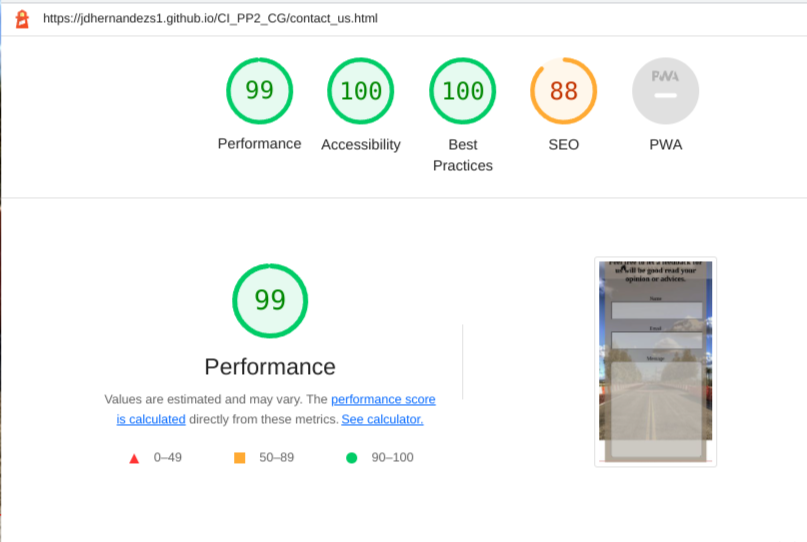 https://jdhernandezs1.github.io/CI_PP2_CG/contact_us.html
99
100
100
88
PWA
Performance
Accessibility
Best
Practices
SEO
PWA
99
Performance
Values are estimated and may vary. The performance score
is calculated directly from these metrics. See calculator.
0–49
50–89
90–100
Feel free to let a feedback for
us will be good read your
opinion or advices.
Name
Email
Message